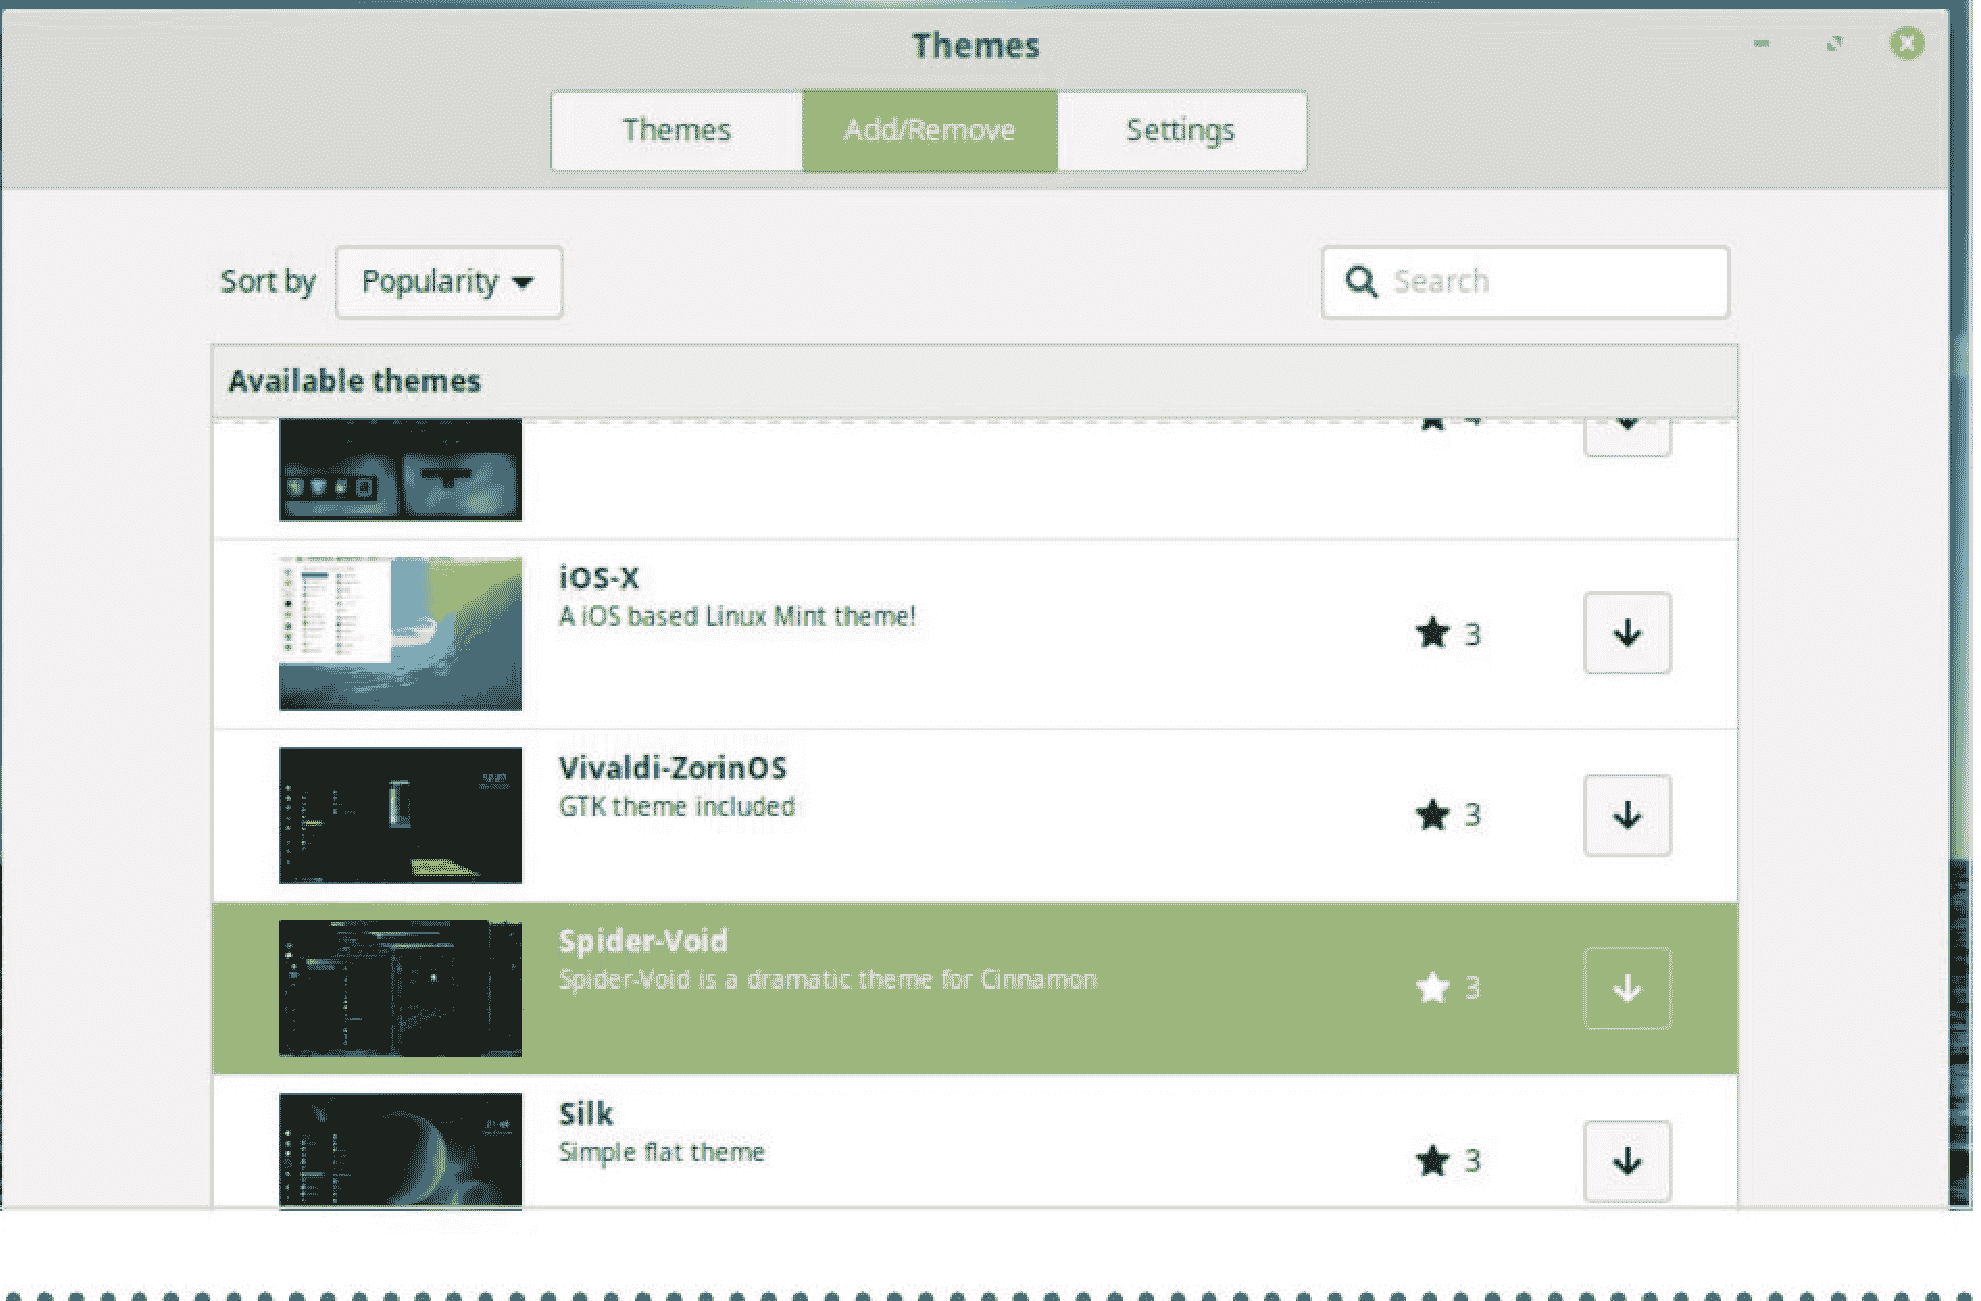 Themes
Themes Add/Remove Settings
Sort by Popularity Search
Available themes
iOS-X
A iOS based Linux Mint theme!
3
Vivaldi-ZorinOS
GTK theme included
3
Spider-Void
Spider-Void is a dramatic theme for Cinnamon
3
Silk
Simple flat theme
3